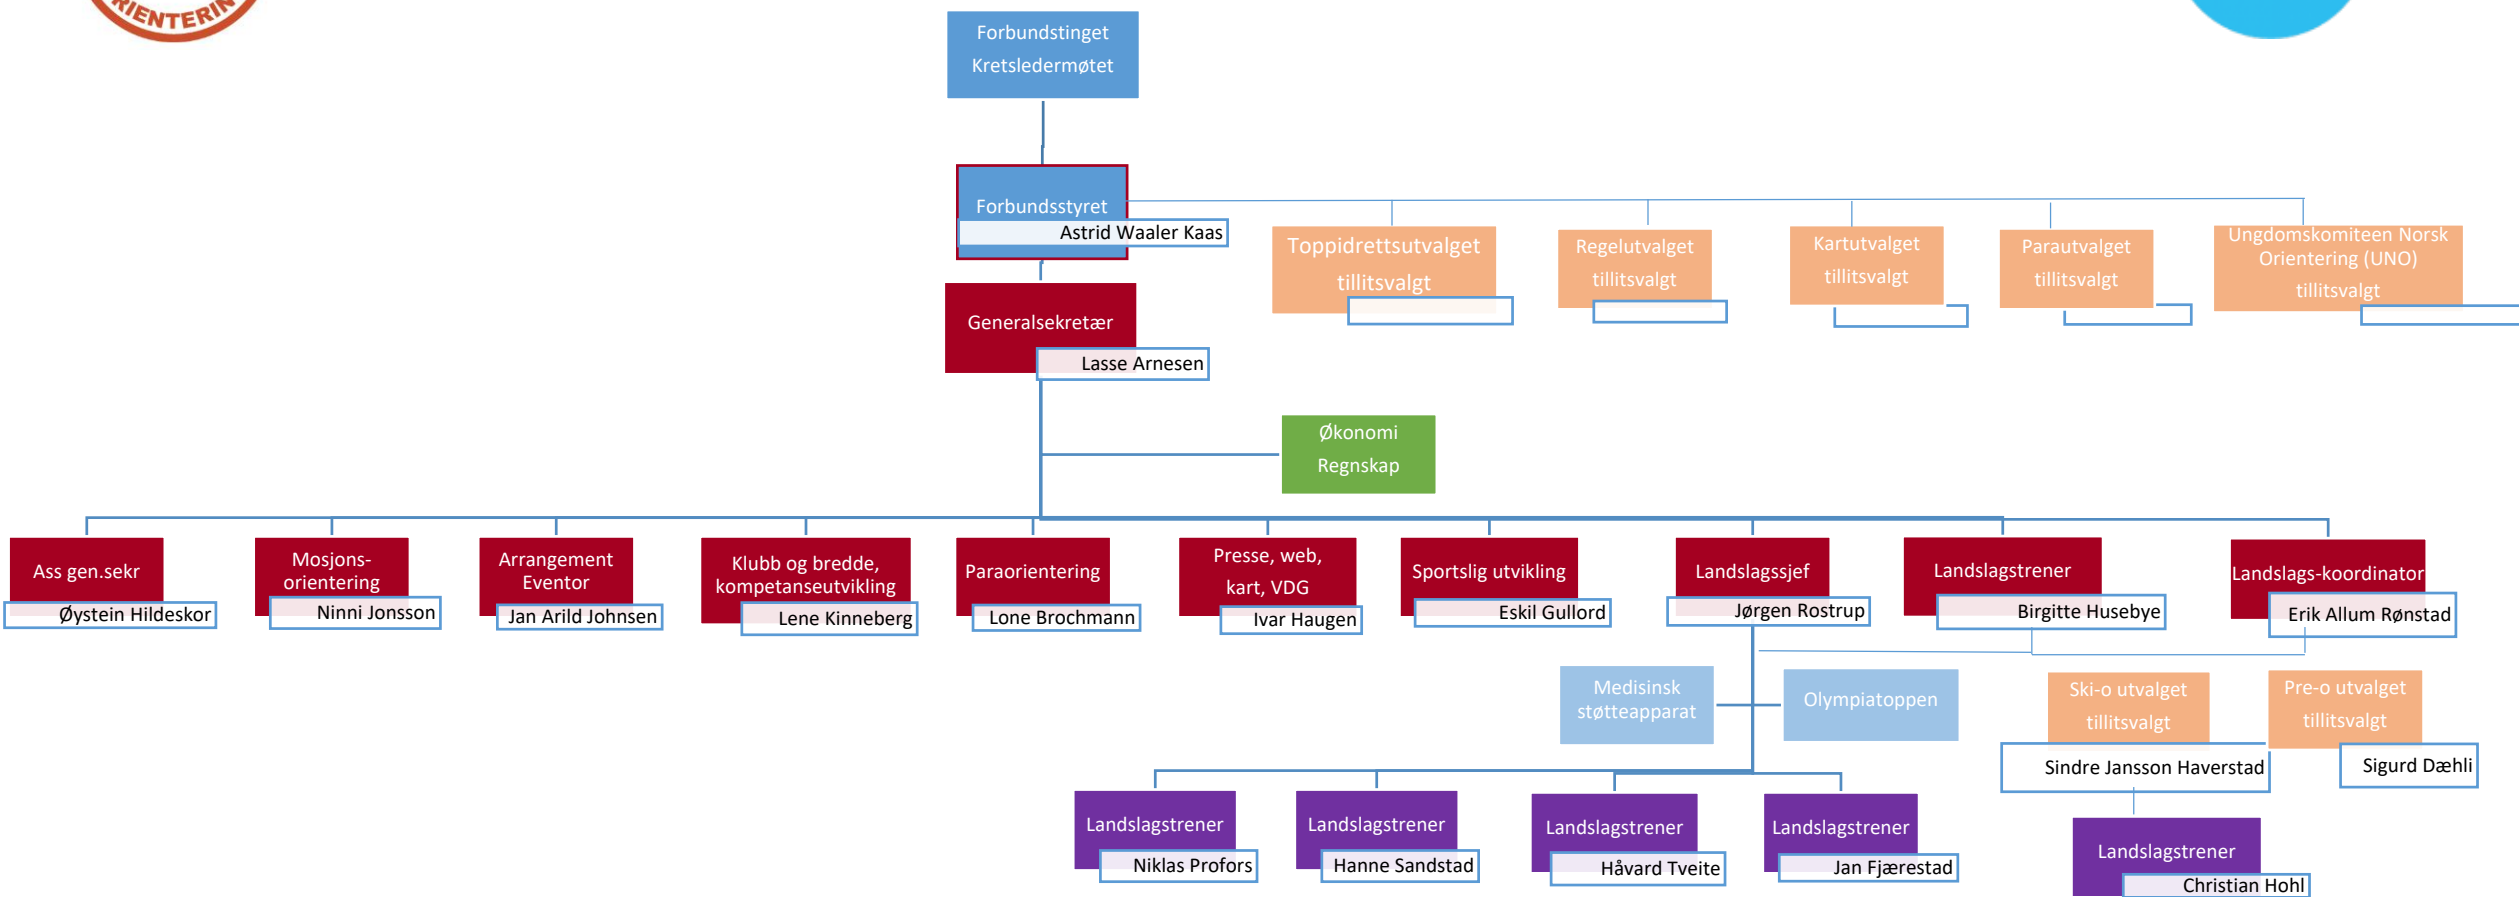 ORIENTERIN
Forbundstinget
Kretsledermøtet
Forbundsstyret
Astrid Waaler Kaas
Toppidrettsutvalget
tillitsvalgt
Regelutvalget
tillitsvalgt
Kartutvalget
tillitsvalgt
Parautvalget
tillitsvalgt
Ungdomskomiteen Norsk
Orientering (UNO)
tillitsvalgt
Generalsekretær
Lasse Arnesen
Økonomi
Regnskap
Ass gen.sekr
Øystein Hildeskor
Mosjons-
orientering
Ninni Jonsson
Arrangement
Eventor
Jan Arild Johnsen
Klubb og bredde,
kompetanseutvikling
Lene Kinneberg
Paraorientering
Lone Brochmann
Presse, web,
kart, VDG
Ivar Haugen
Sportslig utvikling
Eskil Gullord
Landslagssjef
Jørgen Rostrup
Landslagstrener
Birgitte Husebye
Landslags-koordinator
Erik Allum Rønstad
Medisinsk
støtteapparat
Olympiatoppen
Ski-o utvalget
tillitsvalgt
Sindre Jansson Haverstad
Pre-o utvalget
tillitsvalgt
Sigurd Dæhli
Landslagstrener
Niklas Profors
Landslagstrener
Hanne Sandstad
Landslagstrener
Håvard Tveite
Landslagstrener
Jan Fjærestad
Landslagstrener
Christian Hohl